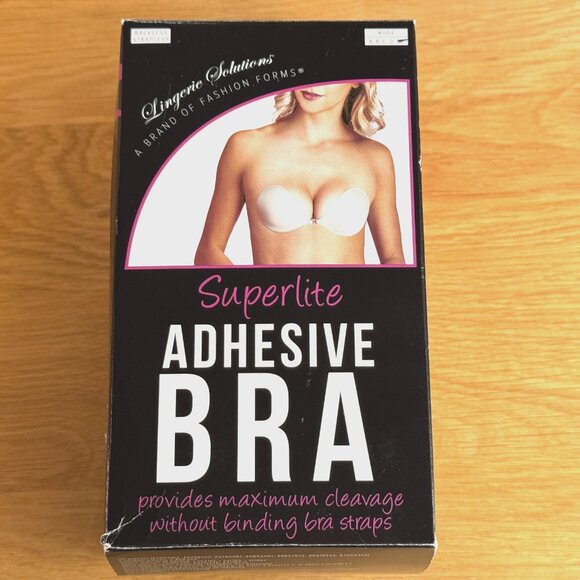 BACKLESS
STRAPLESS
NUDE
A B C D
Lingerie Solutions
A BRAND OF FASHION FORMS®
Superlite
ADHESIVE
BRA
provides maximum cleavage
without binding bra straps